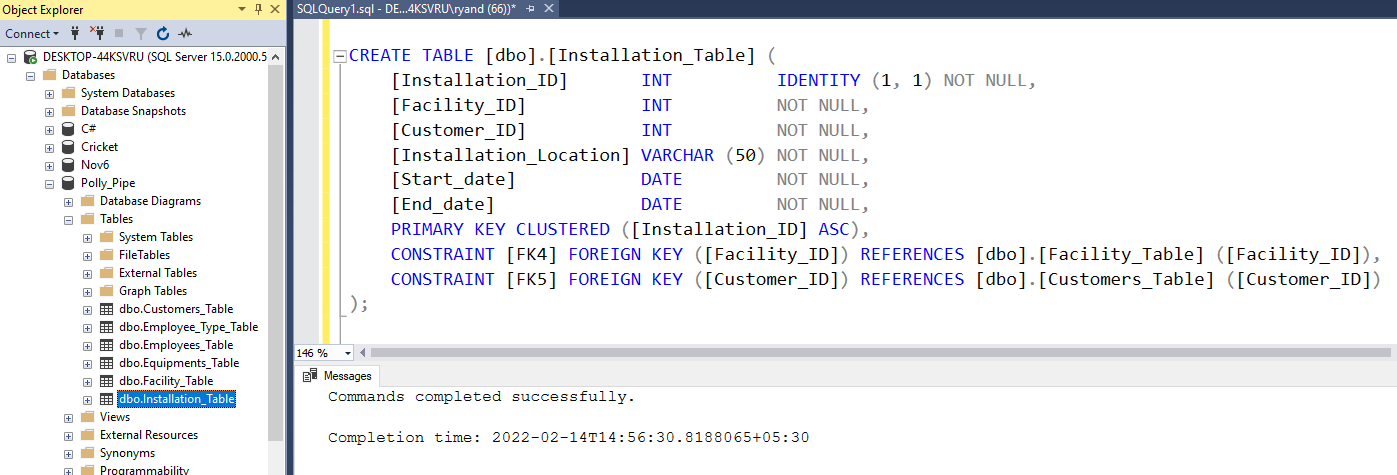 Object Explorer
Connect
DESKTOP-44KSVRU (SQL Server 15.0.2000.5
Databases
System Databases
Database Snapshots
C#
Cricket
Nov6
Polly_Pipe
Database Diagrams
Tables
System Tables
FileTables
External Tables
Graph Tables
dbo.Customers_Table
dbo.Employee_Type_Table
dbo.Employees_Table
dbo.Equipments_Table
dbo.Facility_Table
dbo.Installation_Table
Views
External Resources
Synonyms
Programmability
SQLQuery1.sql - DE...4KSVRU\ryand (66))*
CREATE TABLE [dbo].[Installation_Table] (
[Installation_ID] INT IDENTITY (1, 1) NOT NULL,
[Facility_ID] INT NOT NULL,
[Customer_ID] INT NOT NULL,
[Installation_Location] VARCHAR (50) NOT NULL,
[Start_date] DATE NOT NULL,
[End_date] DATE NOT NULL,
PRIMARY KEY CLUSTERED ([Installation_ID] ASC),
CONSTRAINT [FK4] FOREIGN KEY ([Facility_ID]) REFERENCES [dbo].[Facility_Table] ([Facility_ID]),
CONSTRAINT [FK5] FOREIGN KEY ([Customer_ID]) REFERENCES [dbo].[Customers_Table] ([Customer_ID])
);
146 %
Messages
Commands completed successfully.
Completion time: 2022-02-14T14:56:30.8188065+05:30